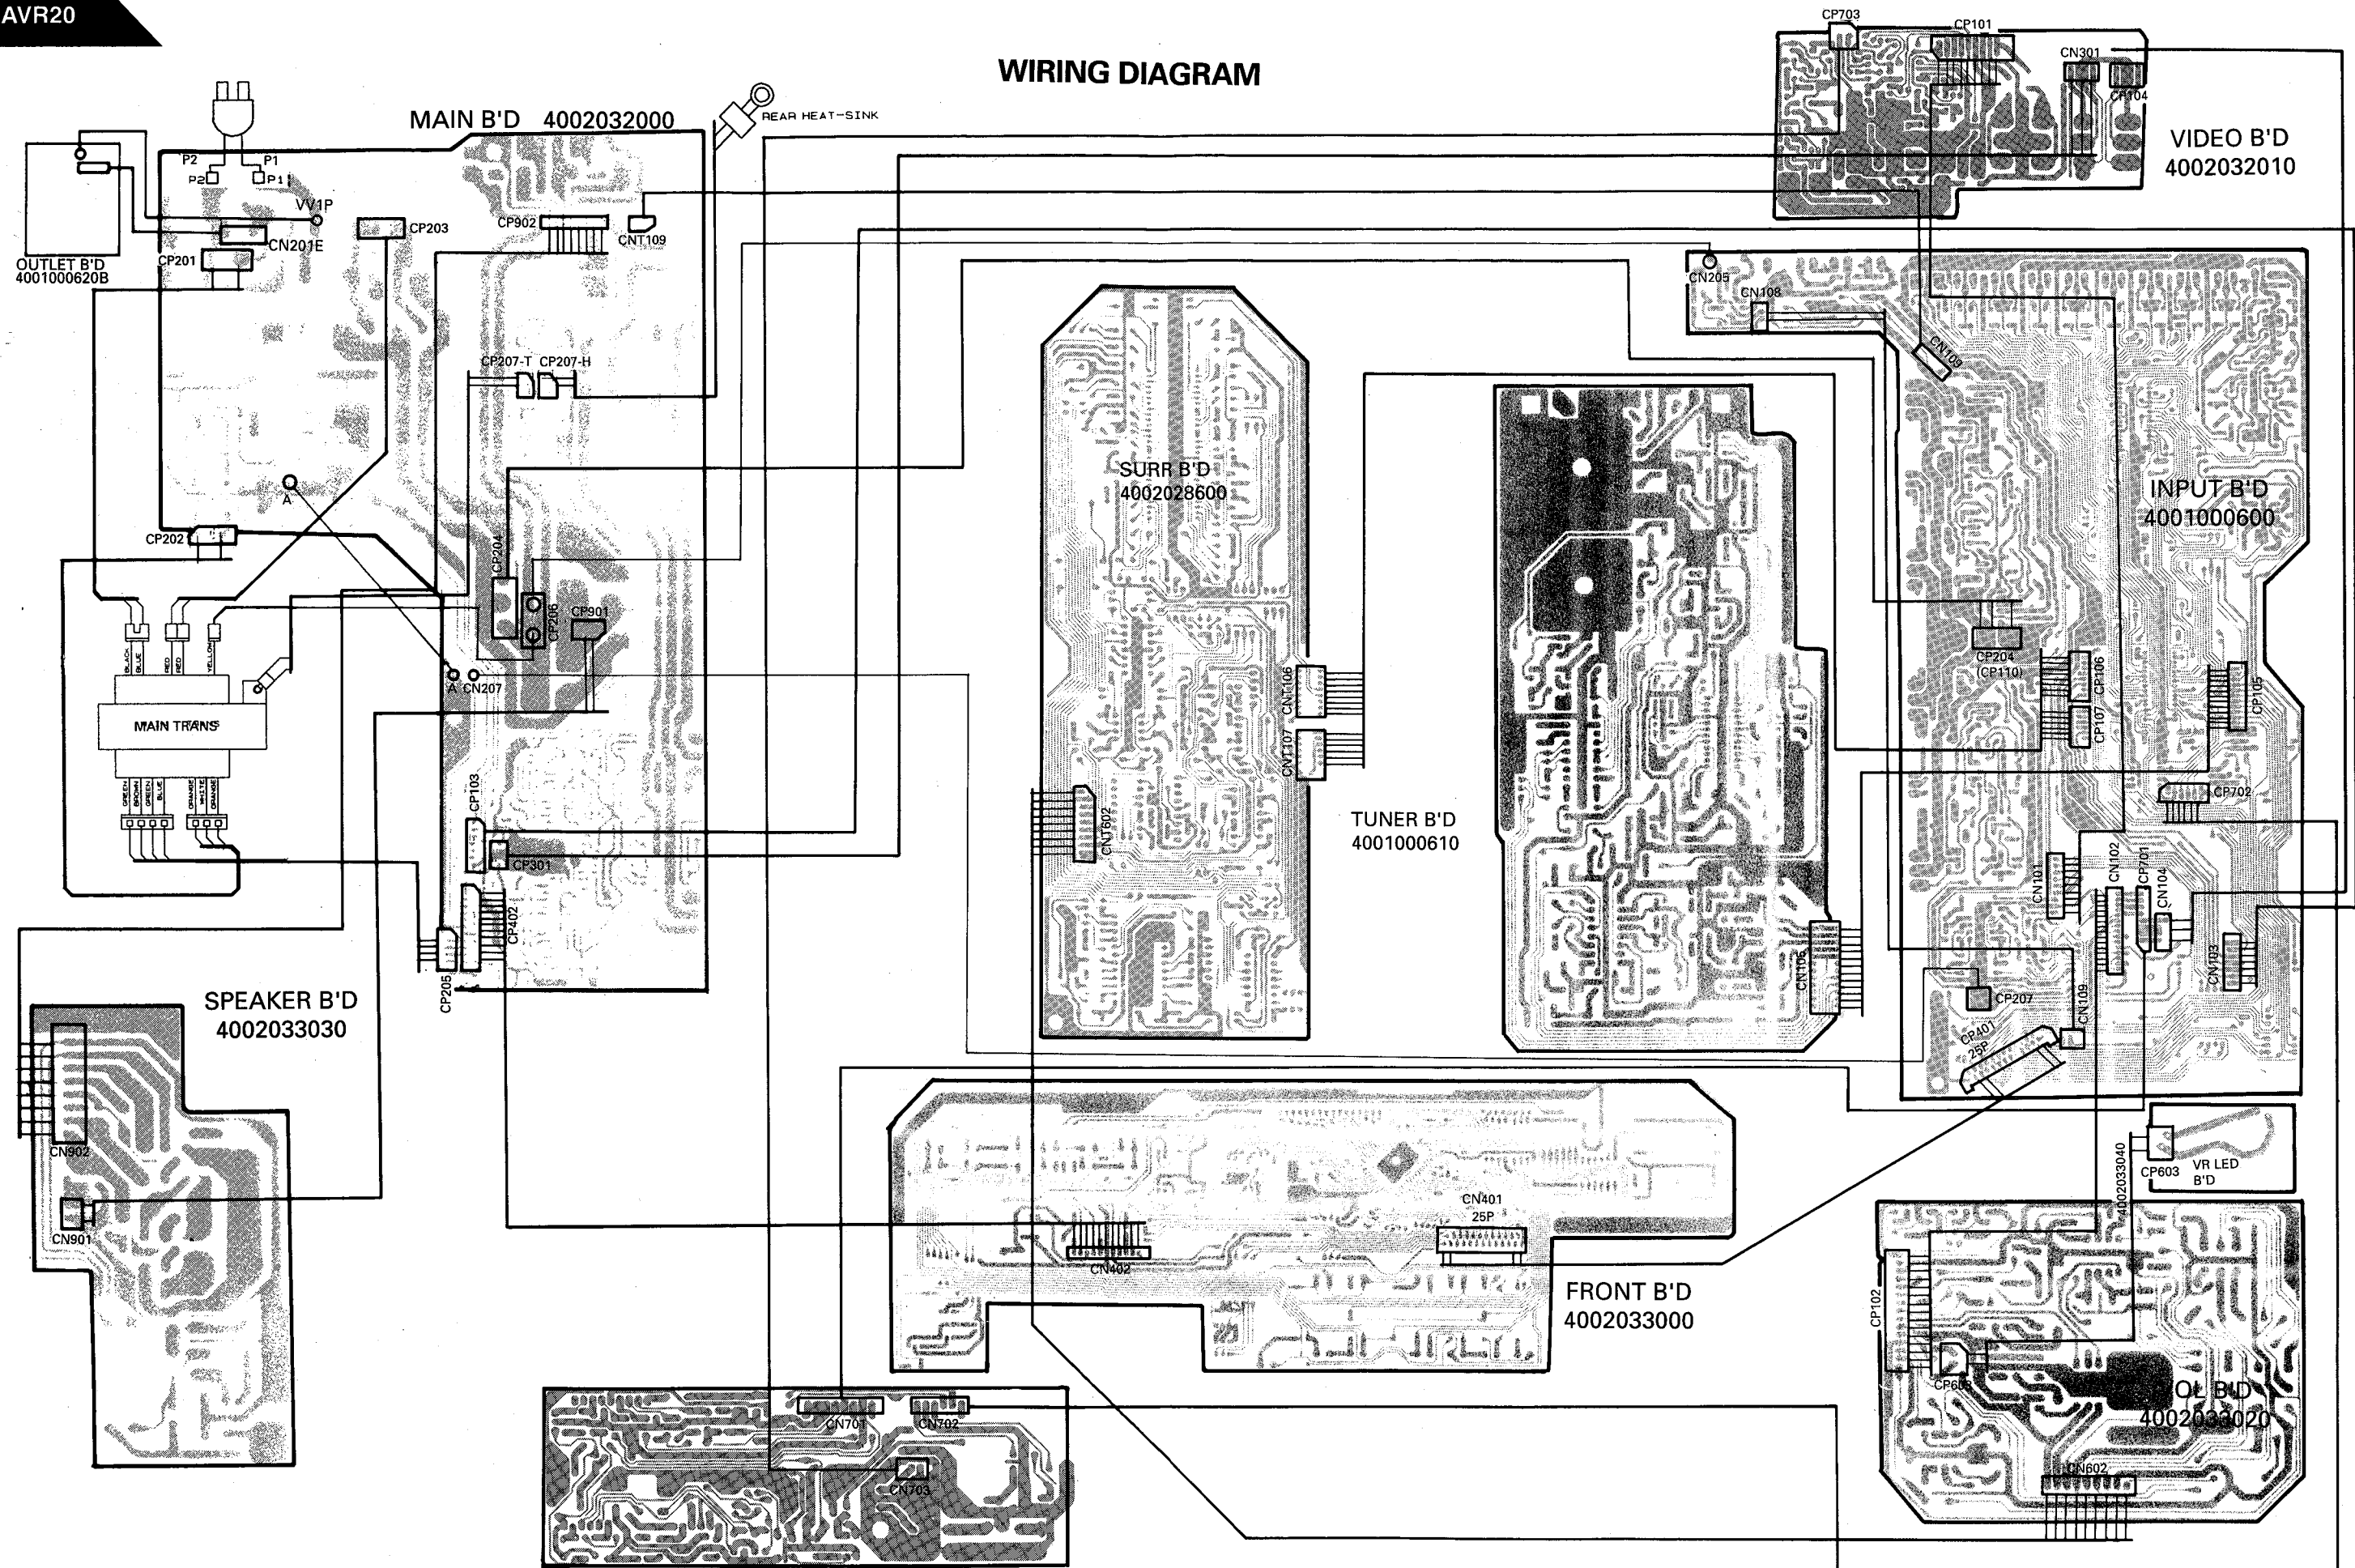 AVR20
WIRING DIAGRAM
CP703
CP101
CN301
CP104
VIDEO B'D
4002032010
MAIN B'D 4002032000
REAR HEAT-SINK
P2
P1
P2
P1
VV1P
CN201E
CP201
CP203
CP902
CNT109
OUTLET B'D
4001000620B
CN205
CN108
CN109
CP207-T
CP207-H
SURR B'D
4002028600
INPUT B'D
4001000600
A
CP202
CP204
CP206
CP901
A
CN207
BLACK
BLUE
RED
RED
YELLOW
MAIN TRANS
GREEN
BROWN
GREEN
BLUE
ORANGE
WHITE
ORANGE
CNT106
CNT107
CP204
(CP110)
CP106
CP107
CP105
CP702
CP103
CP301
CP402
CP205
CNT602
TUNER B'D
4001000610
CN105
CN101
CN102
CP701
CN104
CN103
CP207
CN109
CP401
25P
SPEAKER B'D
4002033030
CN902
CN901
CN401
25P
CN402
FRONT B'D
4002033000
CP603
VR LED
B'D
4002033040
CP102
CP603
VOL B'D
4002033020
CN602
CN701
CN702
CN703